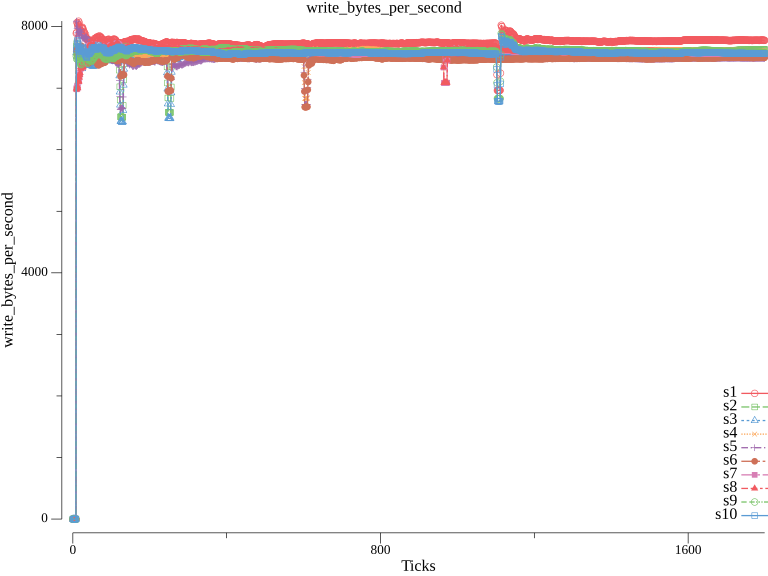 write_bytes_per_second
8000
4000
0
write_bytes_per_second
0
800
1600
Ticks
s1
s2
s3
s4
s5
s6
s7
s8
s9
s10